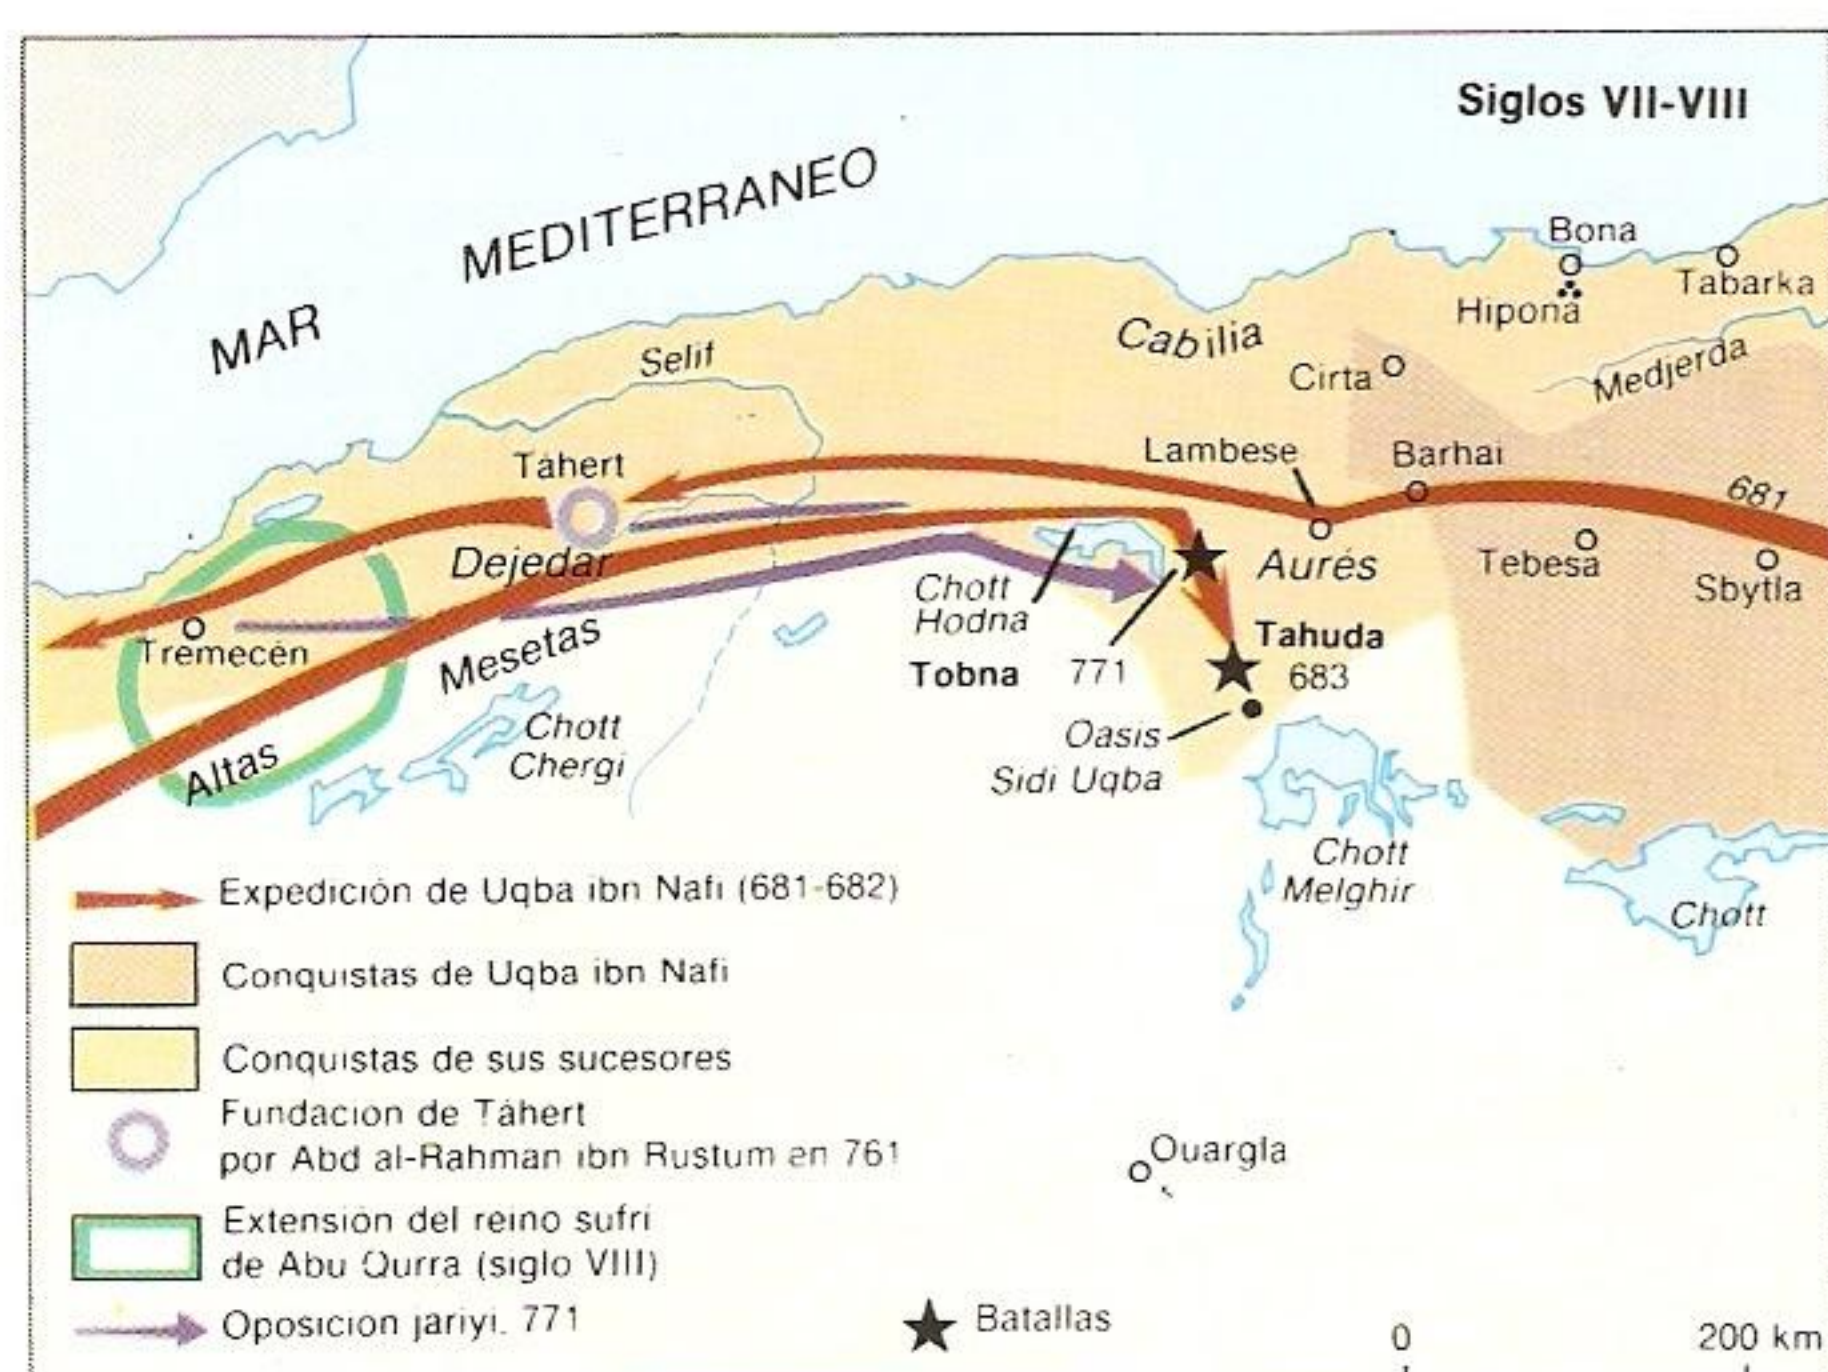 Siglos VII-VIII
MAR MEDITERRANEO
Bona
Tabarka
Hipona
Cabilia
Selif
Cirta
Medjerda
Táhert
Lambese
Barhai
681
Dejedar
Aurés
Tebesa
Sbytla
Chott
Hodna
Tremecén
Mesetas
Tahuda
683
Tobna 771
Altas
Chott
Chergi
Oasis
Sidi Uqba
Chott
Melghir
Chott
Expedición de Uqba ibn Nafi (681-682)
Conquistas de Uqba ibn Nafi
Conquistas de sus sucesores
Fundación de Táhert
por Abd al-Rahman ibn Rustum en 761
Ouargla
Extensión del reino sufri
de Abu Qurra (siglo VIII)
Oposición jariyi. 771
Batallas
0 200 km